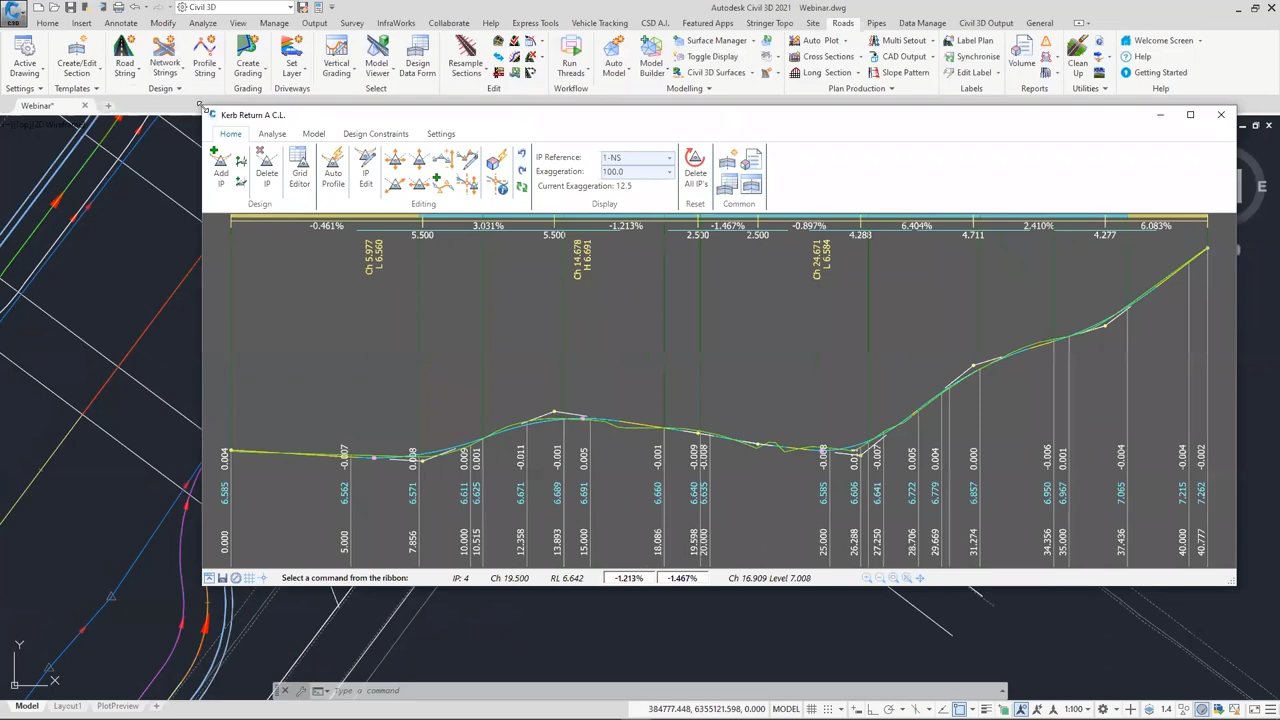 C3D Civil 3D Autodesk Civil 3D 2021 Webinar.dwg
Home Insert Annotate Modify Analyze View Manage Output Survey InfraWorks Collaborate Help Express Tools Vehicle Tracking CSD A.I. Featured Apps Stringer Topo Site Roads Pipes Data Manage Civil 3D Output General
Active Drawing Create/Edit Section Road String Network Strings Profile String Create Grading Set Layer Vertical Grading Model Viewer Design Data Form Resample Sections Run Threads Auto Model Model Builder
Surface Manager Auto Plot Multi Setout Label Plan Volume Clean Up Welcome Screen
Toggle Display Cross Sections CAD Output Synchronise Help
Civil 3D Surfaces Long Section Slope Pattern Edit Label Getting Started
Settings Templates Design Grading Driveways Select Edit Workflow Modelling Plan Production Labels Reports Utilities
Webinar*
Kerb Return A C.L.
Home Analyse Model Design Constraints Settings
Add IP Delete IP Grid Editor Auto Profile IP Edit
IP Reference: 1-NS
Exaggeration: 100.0
Current Exaggeration: 12.5
Delete All IP's
Design Editing Display Reset Common
-0.461% 3.031% -1.213% -1.467% -0.897% 6.404% 2.410% 6.083%
5.500 5.500 2.500 2.500 4.288 4.711 4.277
Ch 5.977 L 6.560
Ch 14.678 H 6.691
Ch 24.671 L 6.584
0.004 -0.007 0.008 0.009 0.001 -0.011 -0.001 0.005 -0.001 -0.009 -0.008 -0.007 0.005 0.004 0.000 -0.006 0.001 -0.004 -0.004 -0.002
6.585 6.562 6.571 6.611 6.625 6.671 6.689 6.691 6.660 6.640 6.635 6.585 6.606 6.641 6.722 6.779 6.857 6.950 6.967 7.065 7.215 7.262
0.000 5.000 7.856 10.000 10.515 12.358 13.893 15.000 18.086 19.598 20.000 25.000 26.288 27.250 28.706 29.669 31.274 34.356 35.000 37.436 40.000 40.777
Select a command from the ribbon: IP: 4 Ch 19.500 RL 6.642 -1.213% -1.467% Ch 16.909 Level 7.008
E
Y
X
Type a command
Model Layout1 PlotPreview
384777.448, 6355121.598, 0.000 MODEL 1:100 1.4